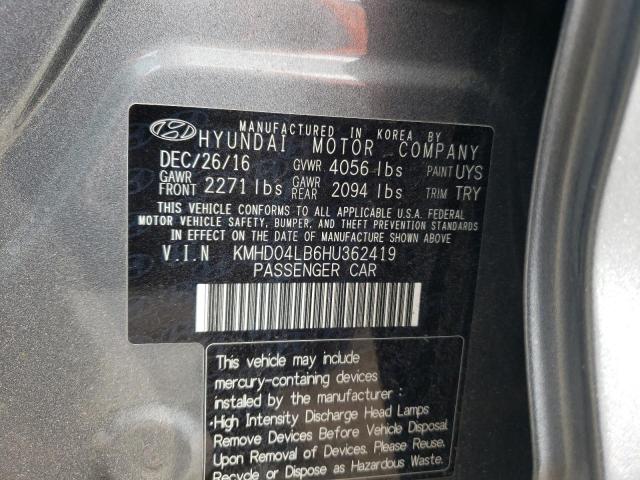 MANUFACTURED IN KOREA BY
HYUNDAI MOTOR COMPANY
DEC/26/16 GVWR 4056 lbs PAINT UYS
GAWR FRONT 2271 lbs GAWR REAR 2094 lbs TRIM TRY
THIS VEHICLE CONFORMS TO ALL APPLICABLE U.S.A. FEDERAL
MOTOR VEHICLE SAFETY, BUMPER, AND THEFT PREVENTION STANDARDS
IN EFFECT ON THE DATE OF MANUFACTURE SHOWN ABOVE
V.I.N KMHD04LB6HU362419
PASSENGER CAR
This vehicle may include
mercury-containing devices
installed by the manufacturer :
·High Intensity Discharge Head Lamps
Remove Devices Before Vehicle Disposal
Upon Removal of Devices, Please Reuse,
Recycle or Dispose as Hazardous Waste.